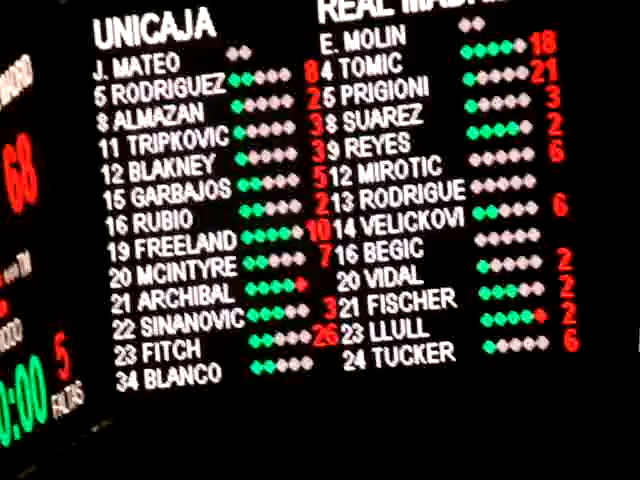 UNICAJA
J. MATEO
5 RODRIGUEZ 8
8 ALMAZAN 2
11 TRIPKOVIC 3
12 BLAKNEY 3
15 GARBAJOS 5
16 RUBIO 2
19 FREELAND 10
20 MCINTYRE 7
21 ARCHIBAL
22 SINANOVIC 3
23 FITCH 26
34 BLANCO
REAL
E. MOLIN
4 TOMIC 18
5 PRIGIONI 21
8 SUAREZ 3
9 REYES 2
12 MIROTIC 6
13 RODRIGUE
14 VELICKOVI 6
16 BEGIC
20 VIDAL 2
21 FISCHER 2
23 LLULL 2
24 TUCKER 6
68
5
FALTAS